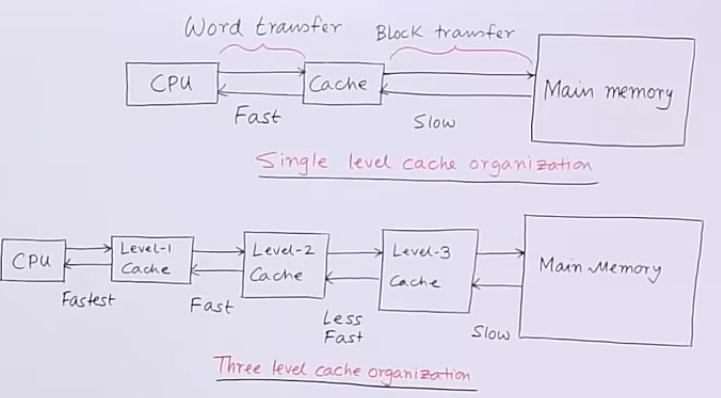 Word transfer
Block transfer
CPU
Cache
Main memory
Fast
Slow
Single level cache organization
CPU
Level-1
Cache
Level-2
Cache
Level-3
Cache
Main Memory
Fastest
Fast
Less
Fast
Slow
Three level cache organization